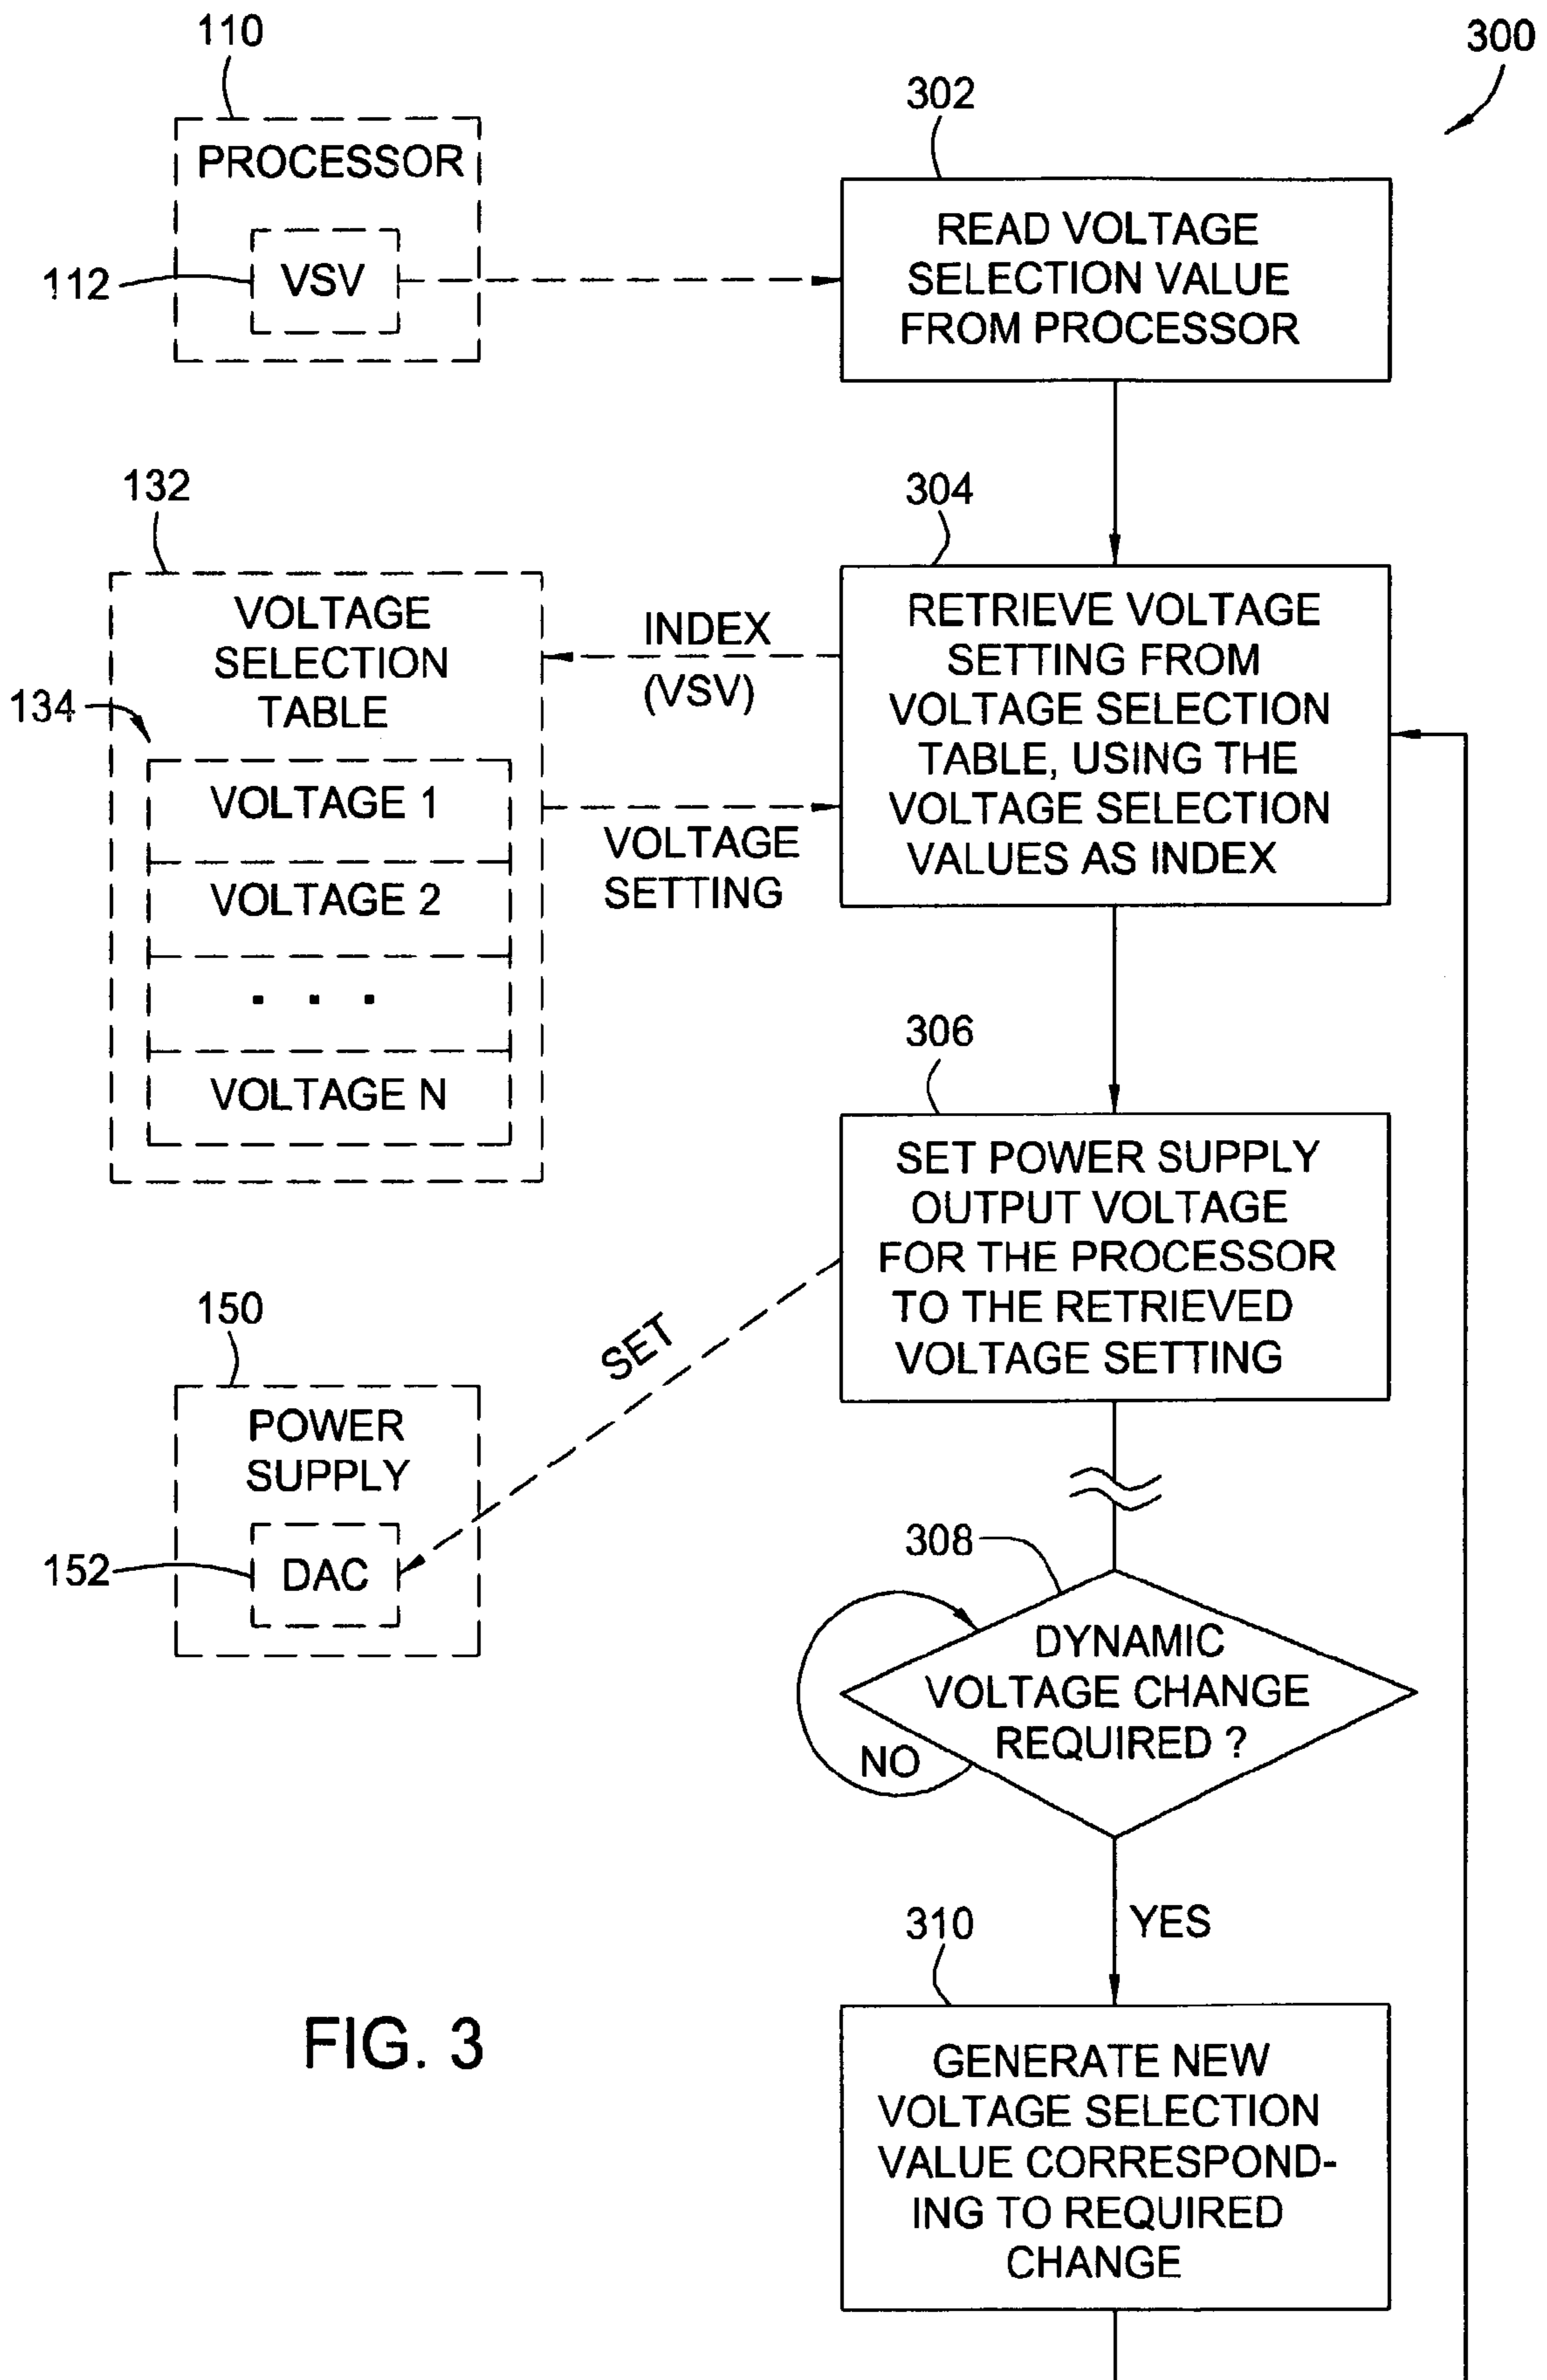 110
300
302
PROCESSOR
VSV
112
READ VOLTAGE
SELECTION VALUE
FROM PROCESSOR
132
304
VOLTAGE
SELECTION
TABLE
134
VOLTAGE 1
VOLTAGE 2
. . .
VOLTAGE N
INDEX
(VSV)
VOLTAGE
SETTING
RETRIEVE VOLTAGE
SETTING FROM
VOLTAGE SELECTION
TABLE, USING THE
VOLTAGE SELECTION
VALUES AS INDEX
306
SET POWER SUPPLY
OUTPUT VOLTAGE
FOR THE PROCESSOR
TO THE RETRIEVED
VOLTAGE SETTING
SET
150
POWER
SUPPLY
DAC
152
308
DYNAMIC
VOLTAGE CHANGE
REQUIRED ?
NO
YES
310
GENERATE NEW
VOLTAGE SELECTION
VALUE CORRESPOND-
ING TO REQUIRED
CHANGE
FIG. 3